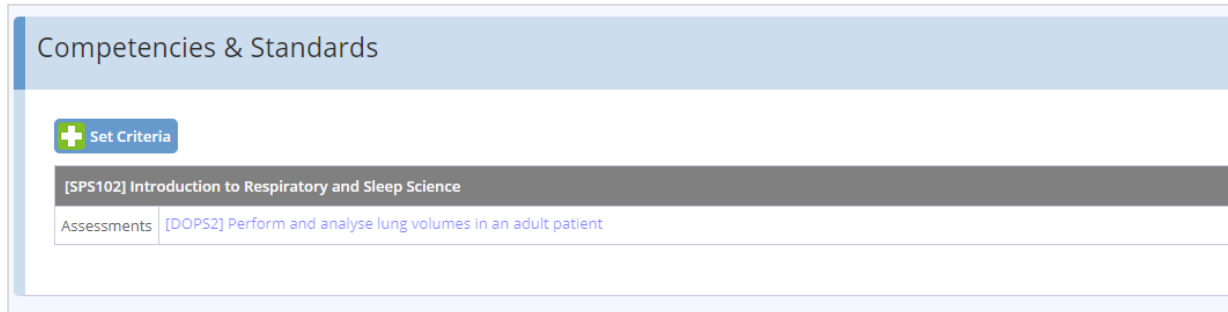 Competencies & Standards
Set Criteria
[SPS102] Introduction to Respiratory and Sleep Science
Assessments [DOPS2] Perform and analyse lung volumes in an adult patient